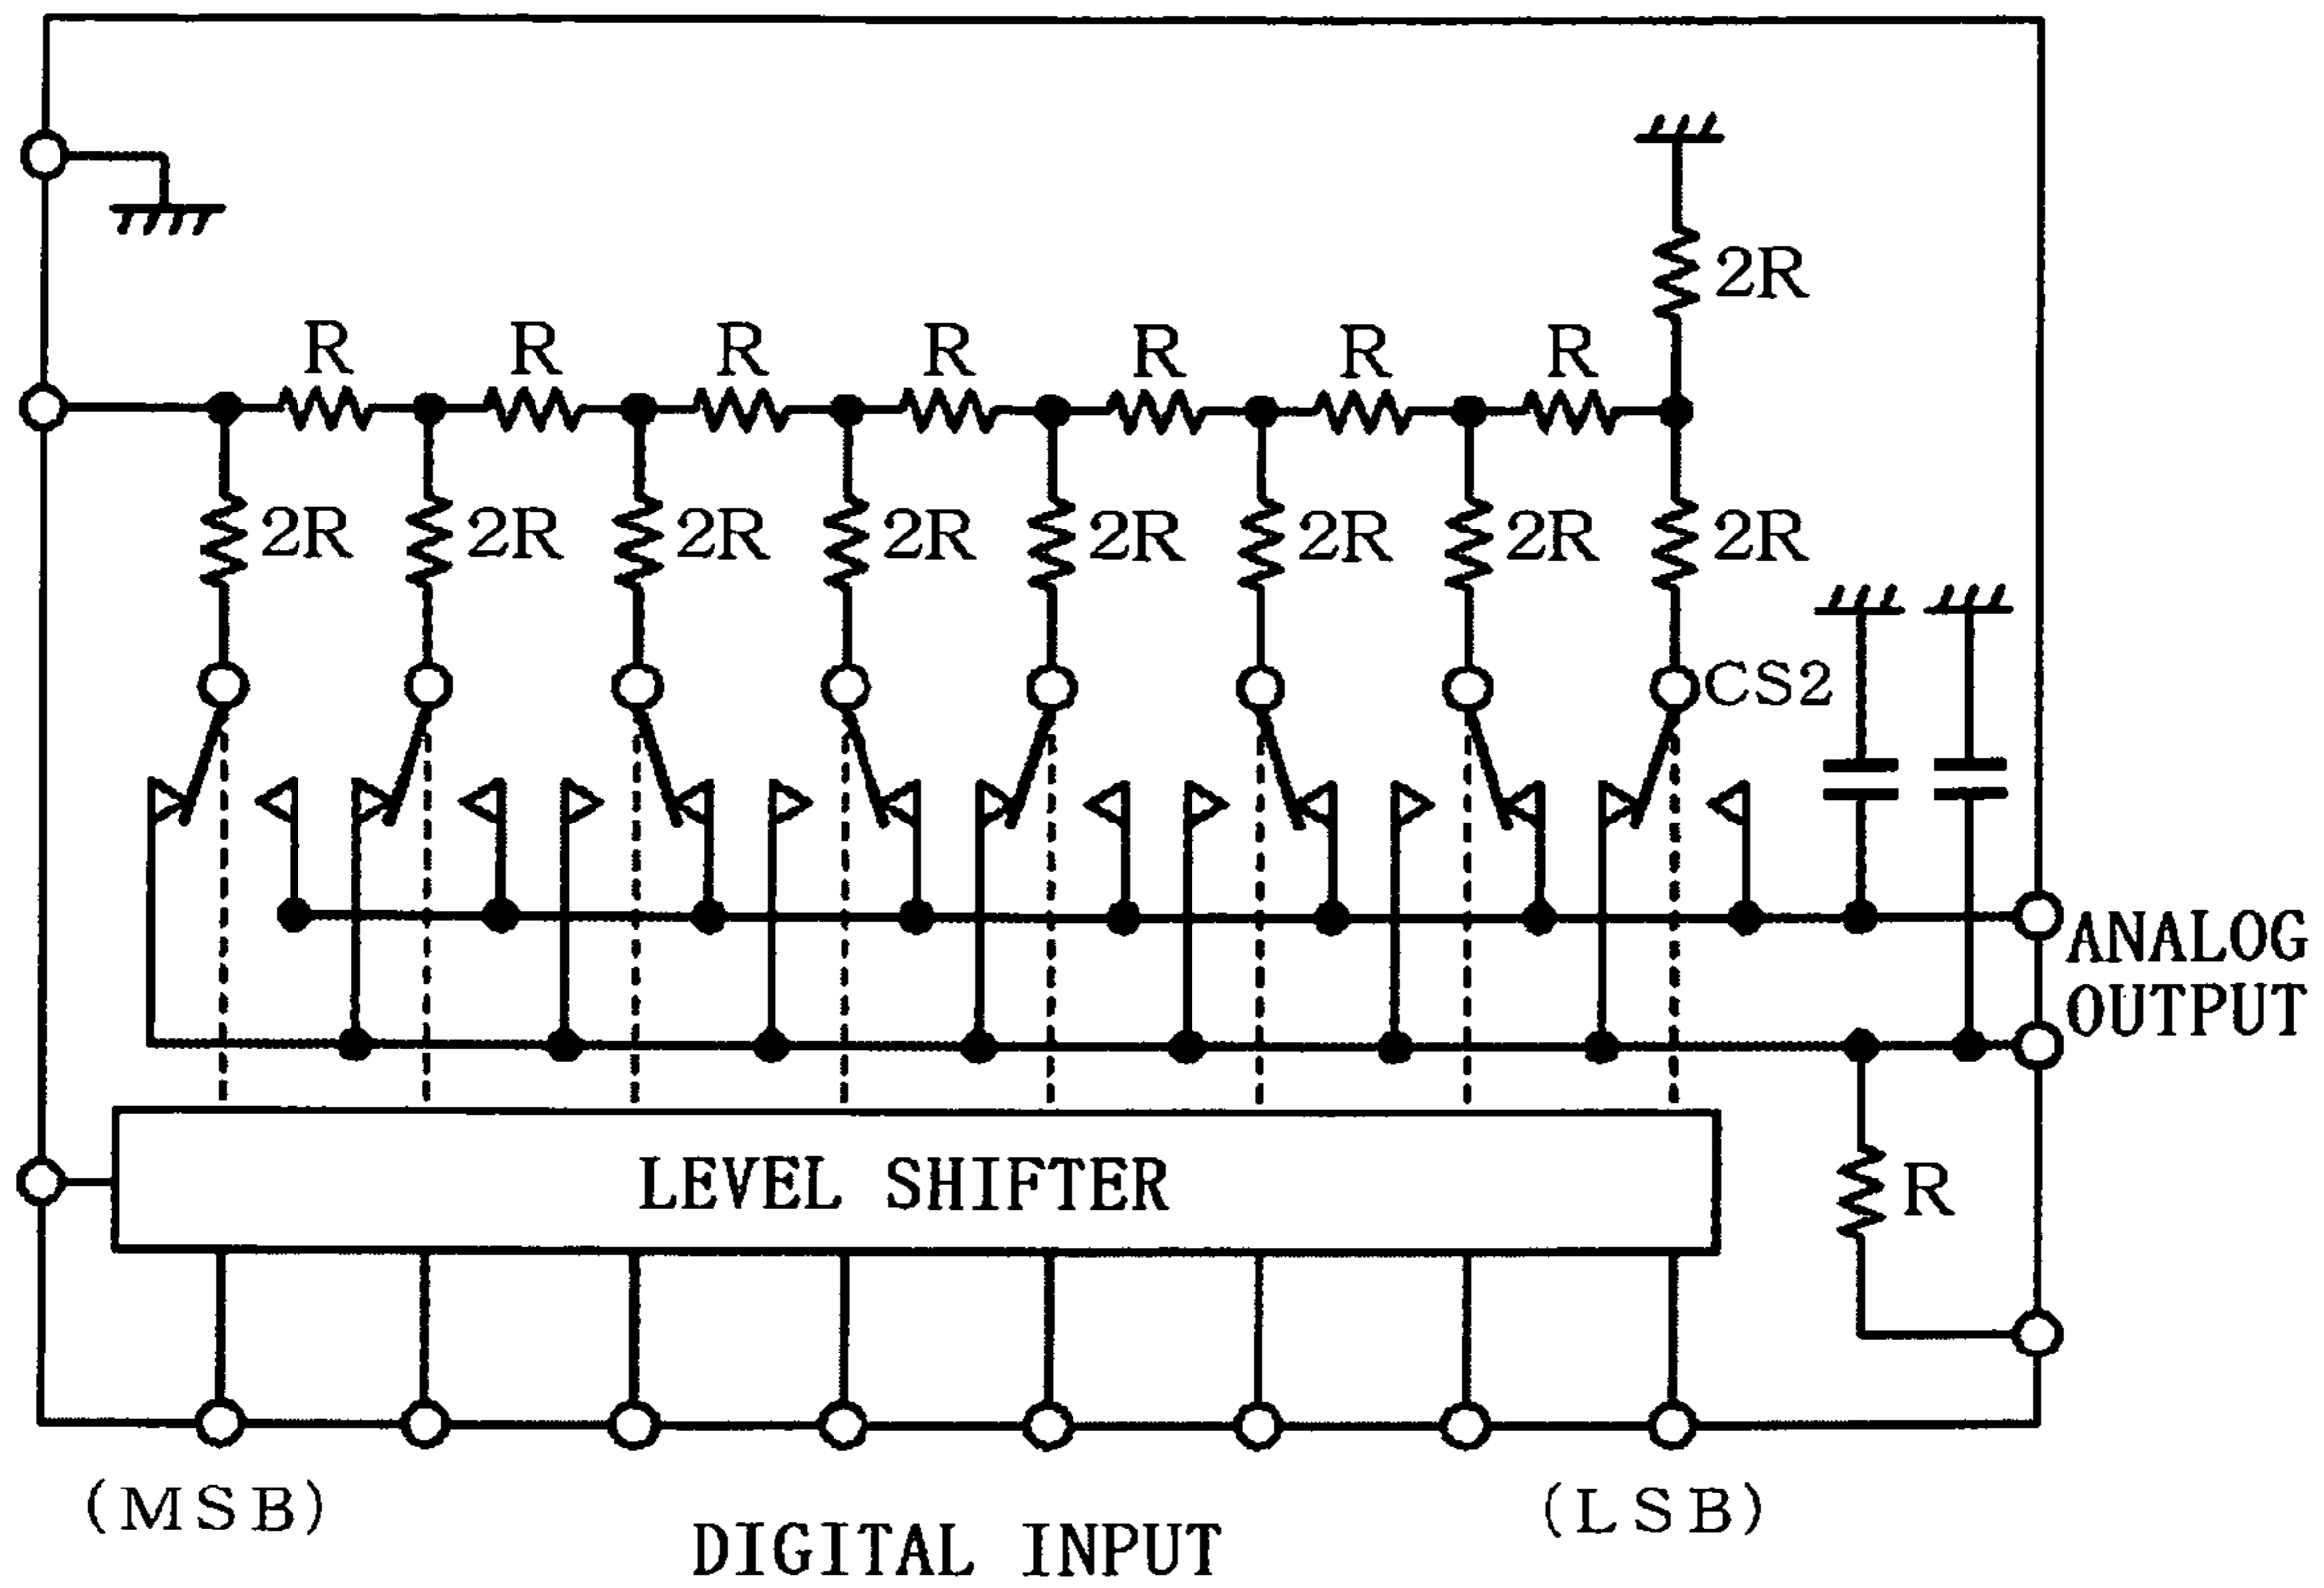 2R
R R R R R R R
2R 2R 2R 2R 2R 2R 2R 2R
CS2
ANALOG
OUTPUT
LEVEL SHIFTER
R
(MSB)
(LSB)
DIGITAL INPUT